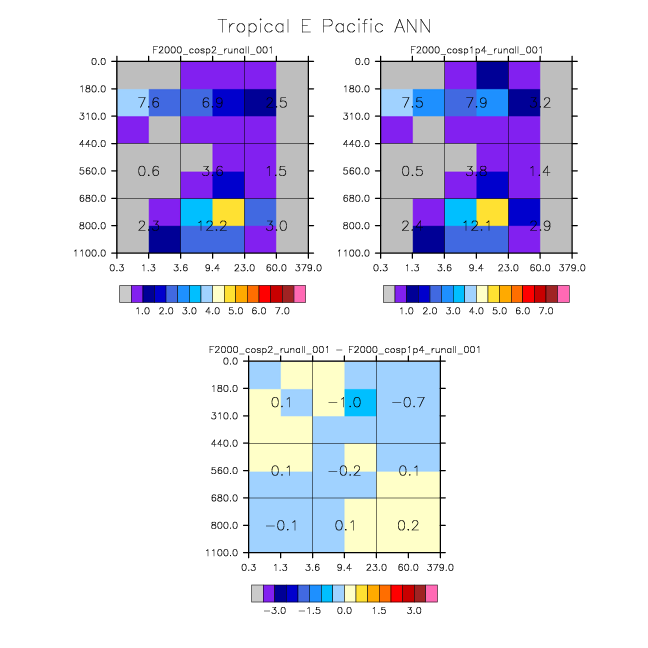 Tropical E Pacific ANN
F2000_cosp2_runall_001
F2000_cosp1p4_runall_001
0.0
180.0
310.0
440.0
560.0
680.0
800.0
1100.0
7.6 6.9 2.5
0.6 3.6 1.5
2.3 12.2 3.0
0.3 1.3 3.6 9.4 23.0 60.0 379.0
1.0 2.0 3.0 4.0 5.0 6.0 7.0
0.0
180.0
310.0
440.0
560.0
680.0
800.0
1100.0
7.5 7.9 3.2
0.5 3.8 1.4
2.4 12.1 2.9
0.3 1.3 3.6 9.4 23.0 60.0 379.0
1.0 2.0 3.0 4.0 5.0 6.0 7.0
F2000_cosp2_runall_001 − F2000_cosp1p4_runall_001
0.0
180.0
310.0
440.0
560.0
680.0
800.0
1100.0
0.1 −1.0 −0.7
0.1 −0.2 0.1
−0.1 0.1 0.2
0.3 1.3 3.6 9.4 23.0 60.0 379.0
−3.0 −1.5 0.0 1.5 3.0